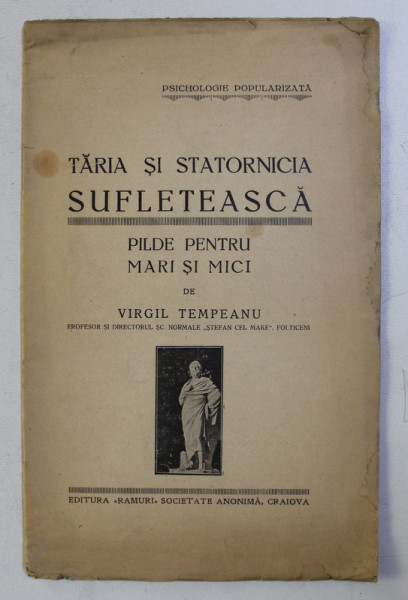 PSICHOLOGIE POPULARIZATĂ
ȚĂRIA ȘI STATORNICIA
SUFLETEASCĂ
PILDE PENTRU
MARI ȘI MICI
DE
VIRGIL TEMPEANU
PROFESOR ȘI DIRECTORUL ȘC. NORMALE „ȘTEFAN CEL MARE”, FOLTICENI
EDITURA «RAMURI» SOCIETATE ANONIMĂ, CRAIOVA